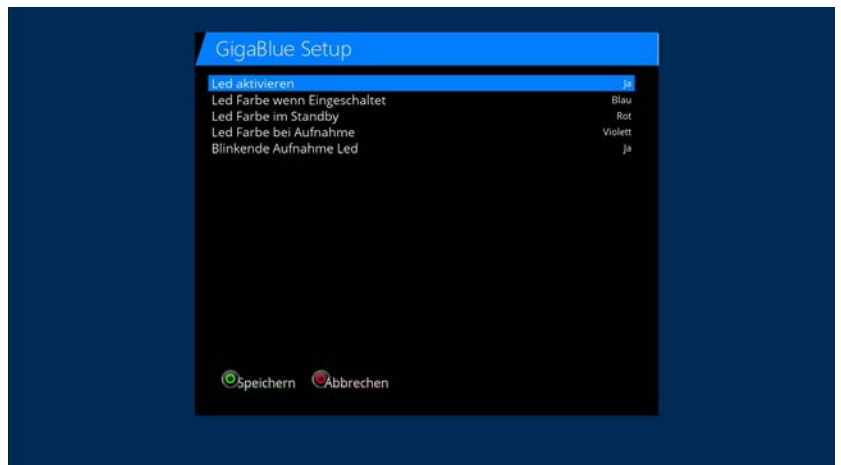 GigaBlue Setup
Led aktivieren Ja
Led Farbe wenn Eingeschaltet Blau
Led Farbe im Standby Rot
Led Farbe bei Aufnahme Violett
Blinkende Aufnahme Led Ja
Speichern Abbrechen